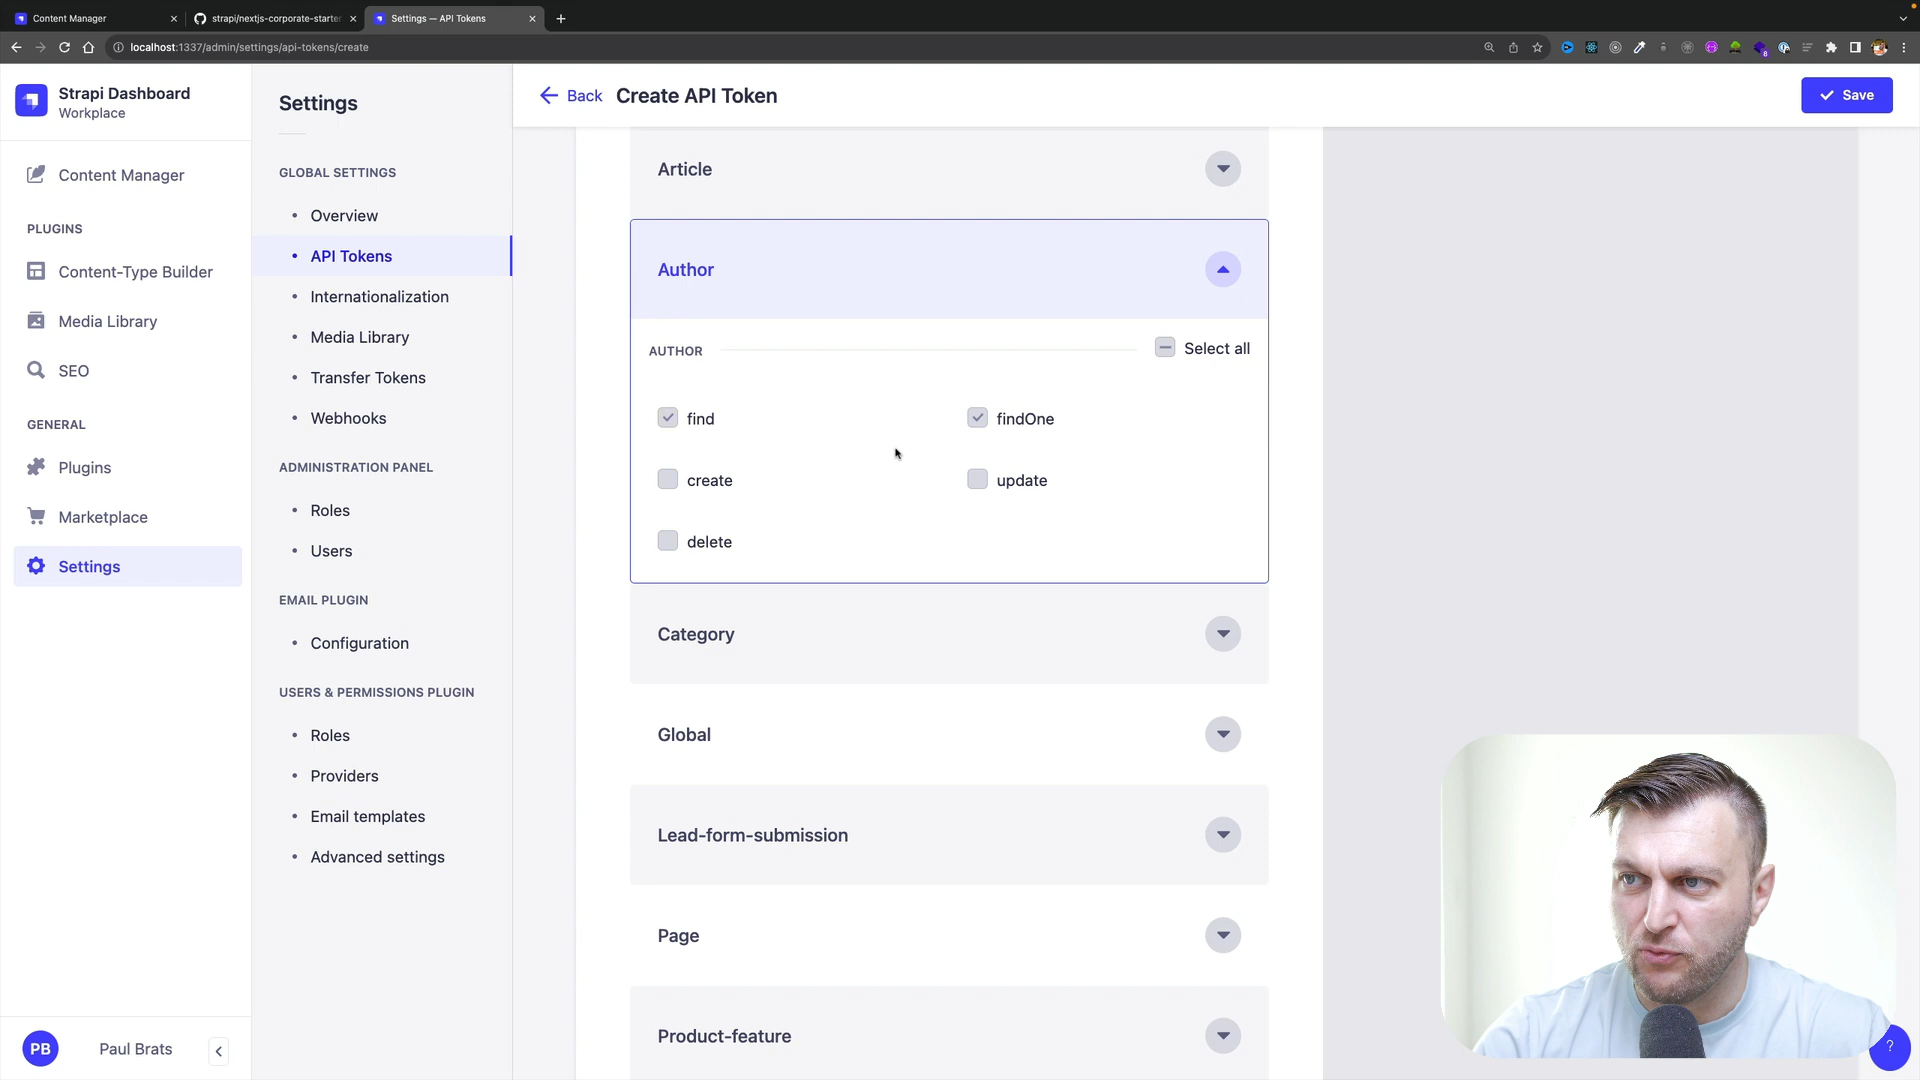 Content Manager
strapi/nextjs-corporate-starter
Settings — API Tokens
localhost:1337/admin/settings/api-tokens/create
Strapi Dashboard
Workplace
Content Manager
PLUGINS
Content-Type Builder
Media Library
SEO
GENERAL
Plugins
Marketplace
Settings
PB
Paul Brats
Settings
GLOBAL SETTINGS
Overview
API Tokens
Internationalization
Media Library
Transfer Tokens
Webhooks
ADMINISTRATION PANEL
Roles
Users
EMAIL PLUGIN
Configuration
USERS & PERMISSIONS PLUGIN
Roles
Providers
Email templates
Advanced settings
Back
Create API Token
Save
Article
Author
AUTHOR
Select all
find
findOne
create
update
delete
Category
Global
Lead-form-submission
Page
Product-feature
?